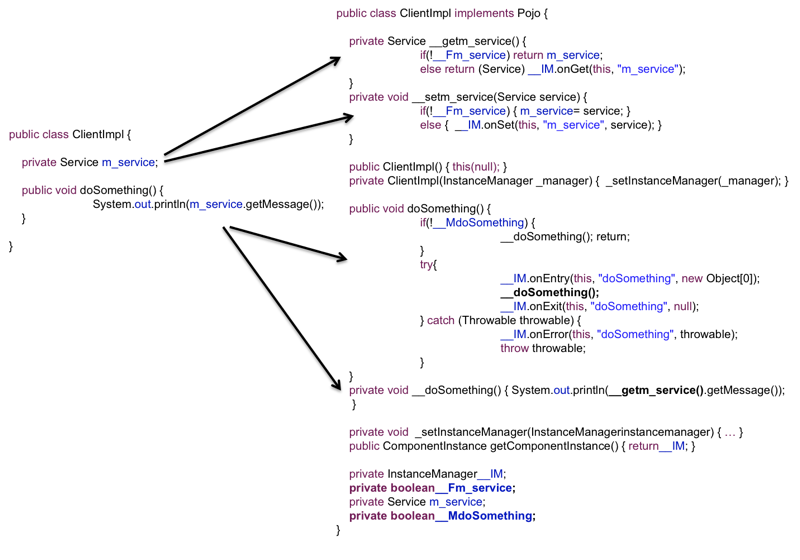 public class ClientImpl {
private Service m_service;
public void doSomething() {
System.out.println(m_service.getMessage());
}
}
public class ClientImpl implements Pojo {
private Service __getm_service() {
if(!__Fm_service) return m_service;
else return (Service) __IM.onGet(this, "m_service");
}
private void __setm_service(Service service) {
if(!__Fm_service) { m_service= service; }
else { __IM.onSet(this, "m_service", service); }
}
public ClientImpl() { this(null); }
private ClientImpl(InstanceManager _manager) { _setInstanceManager(_manager); }
public void doSomething() {
if(!__MdoSomething) {
__doSomething(); return;
}
try{
__IM.onEntry(this, "doSomething", new Object[0]);
__doSomething();
__IM.onExit(this, "doSomething", null);
} catch (Throwable throwable) {
__IM.onError(this, "doSomething", throwable);
throw throwable;
}
}
private void __doSomething() { System.out.println(__getm_service().getMessage());
}
private void _setInstanceManager(InstanceManagerinstancemanager) { … }
public ComponentInstance getComponentInstance() { return__IM; }
private InstanceManager__IM;
private boolean__Fm_service;
private Service m_service;
private boolean__MdoSomething;
}